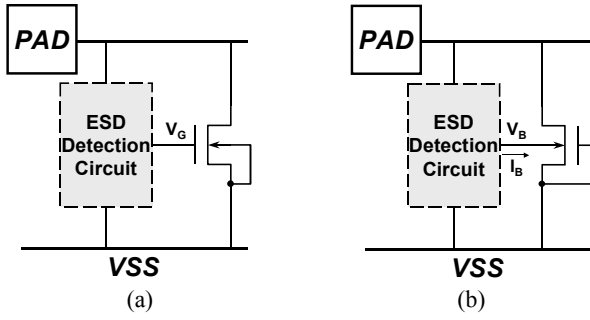 PAD
ESD
Detection
Circuit
V_G
VSS
(a)
PAD
ESD
Detection
Circuit
V_B
I_B
VSS
(b)